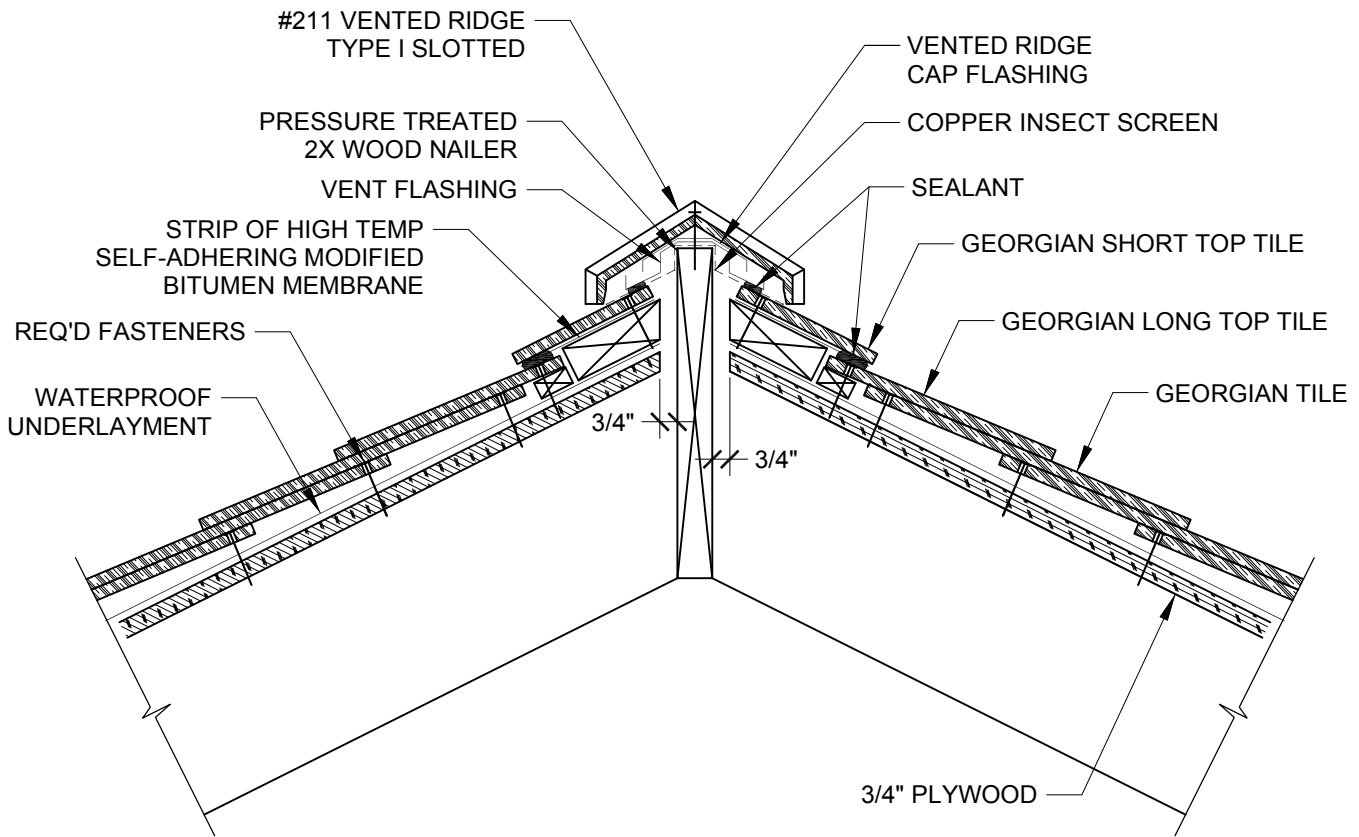 #211 VENTED RIDGE
TYPE I SLOTTED
PRESSURE TREATED
2X WOOD NAILER
VENT FLASHING
STRIP OF HIGH TEMP
SELF-ADHERING MODIFIED
BITUMEN MEMBRANE
REQ'D FASTENERS
WATERPROOF
UNDERLAYMENT
VENTED RIDGE
CAP FLASHING
COPPER INSECT SCREEN
SEALANT
GEORGIAN SHORT TOP TILE
GEORGIAN LONG TOP TILE
GEORGIAN TILE
3/4"
3/4"
3/4" PLYWOOD